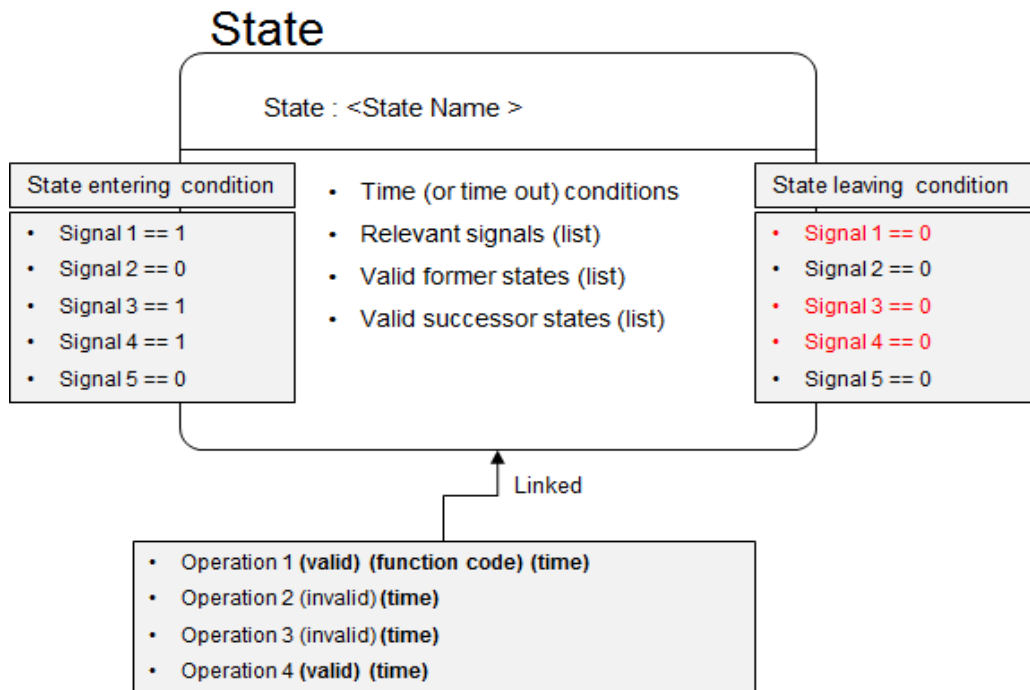 State
State : <State Name >
State entering condition
• Signal 1 == 1
• Signal 2 == 0
• Signal 3 == 1
• Signal 4 == 1
• Signal 5 == 0
• Time (or time out) conditions
• Relevant signals (list)
• Valid former states (list)
• Valid successor states (list)
State leaving condition
• Signal 1 == 0
• Signal 2 == 0
• Signal 3 == 0
• Signal 4 == 0
• Signal 5 == 0
Linked
• Operation 1 (valid) (function code) (time)
• Operation 2 (invalid) (time)
• Operation 3 (invalid) (time)
• Operation 4 (valid) (time)